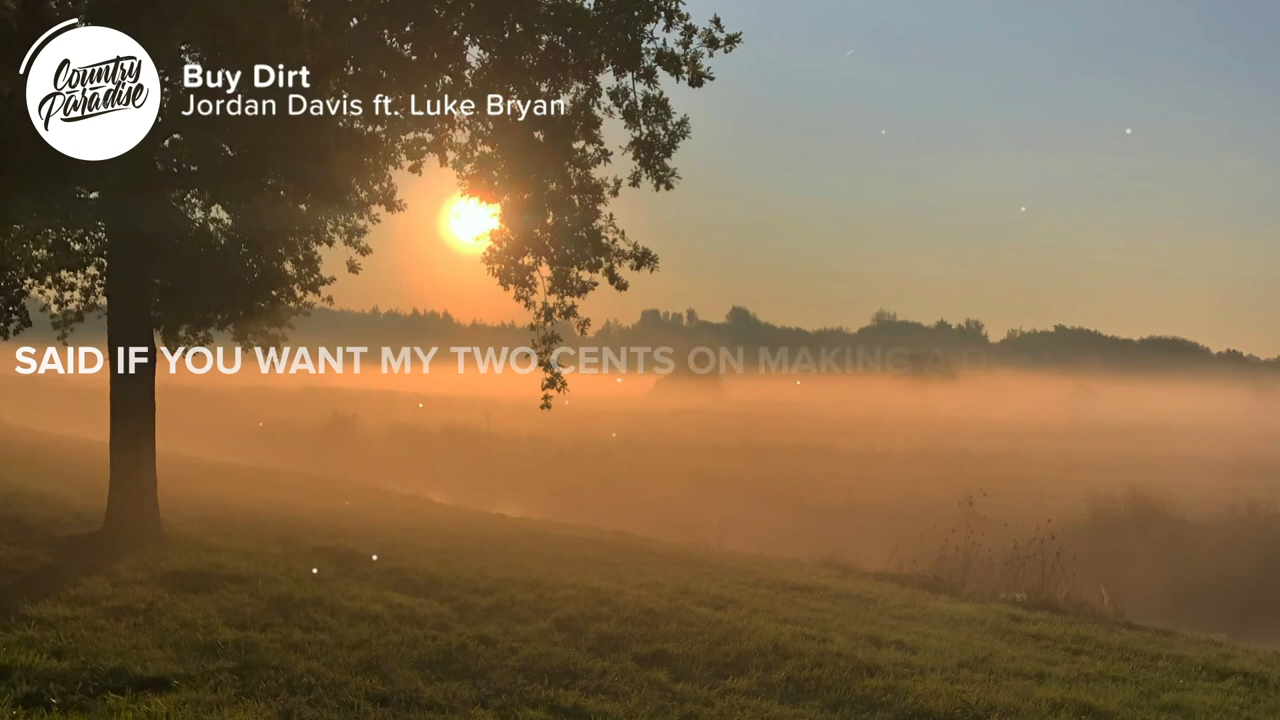 Country
Paradise
Buy Dirt
Jordan Davis ft. Luke Bryan
SAID IF YOU WANT MY TWO CENTS ON MAKING